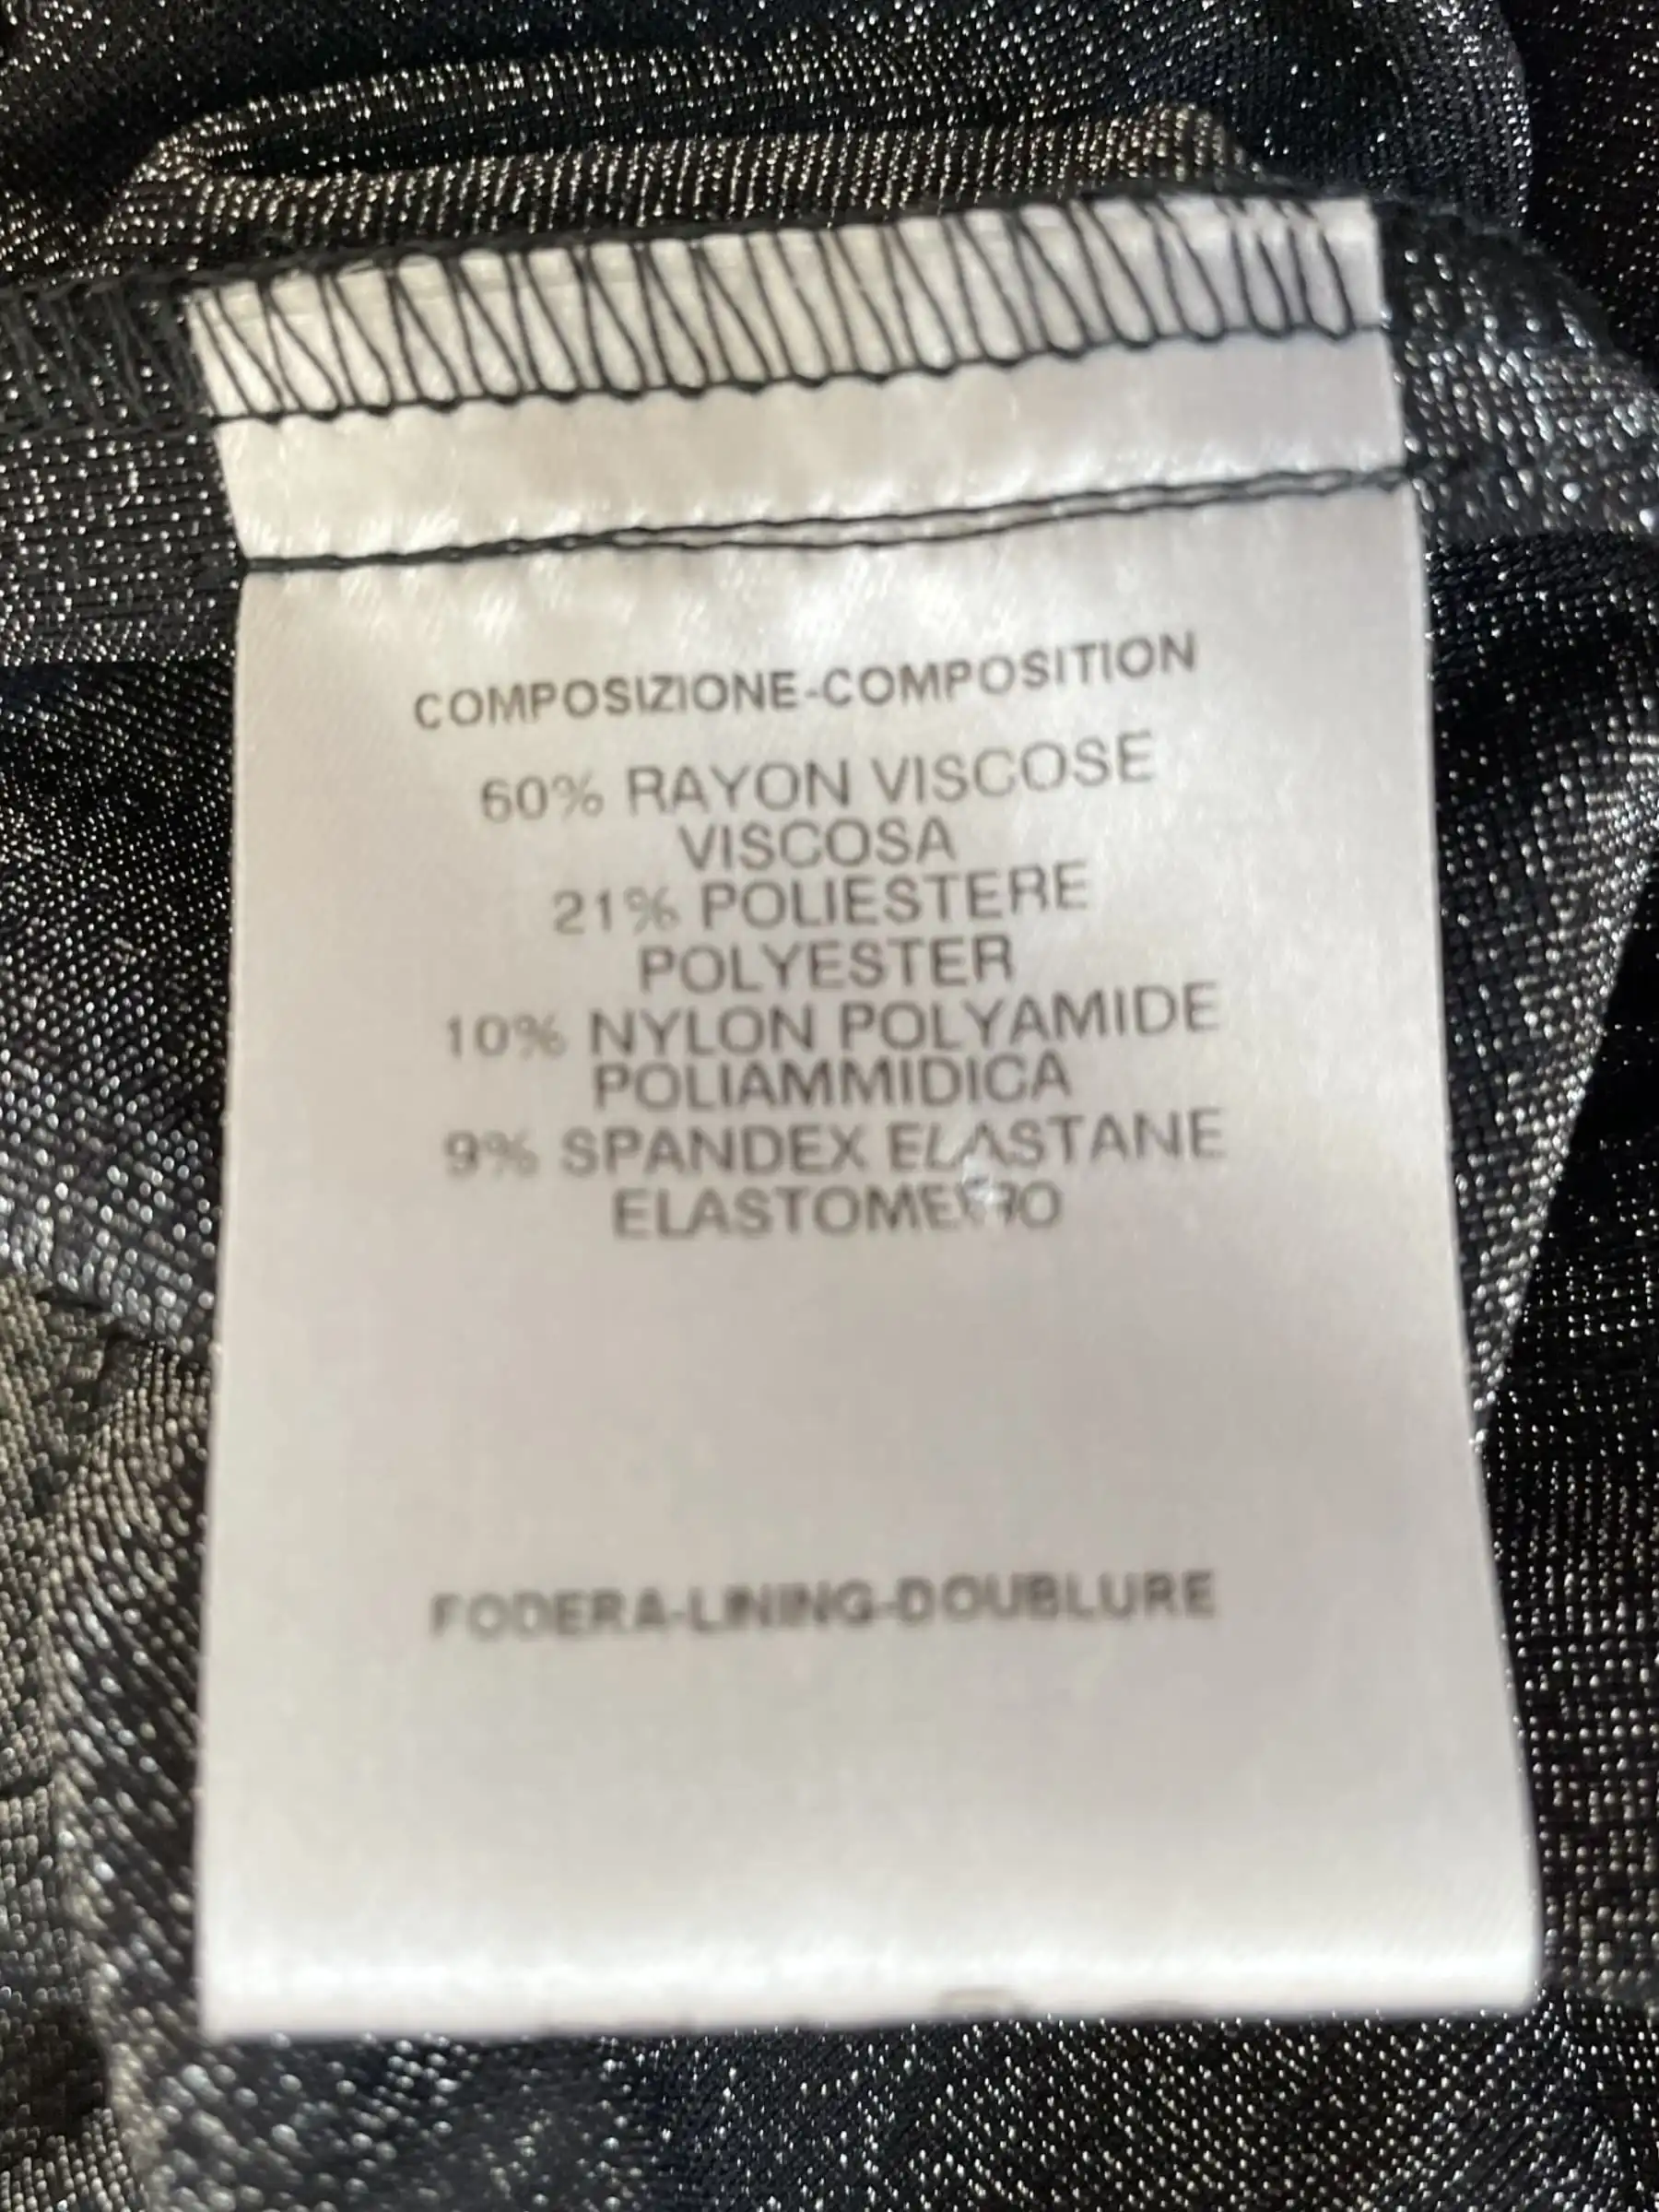 COMPOSIZIONE-COMPOSITION
60% RAYON VISCOSE
VISCOSA
21% POLIESTERE
POLYESTER
10% NYLON POLYAMIDE
POLIAMMIDICA
9% SPANDEX ELASTANE
ELASTOMERO
FODERA-LINING-DOUBLURE